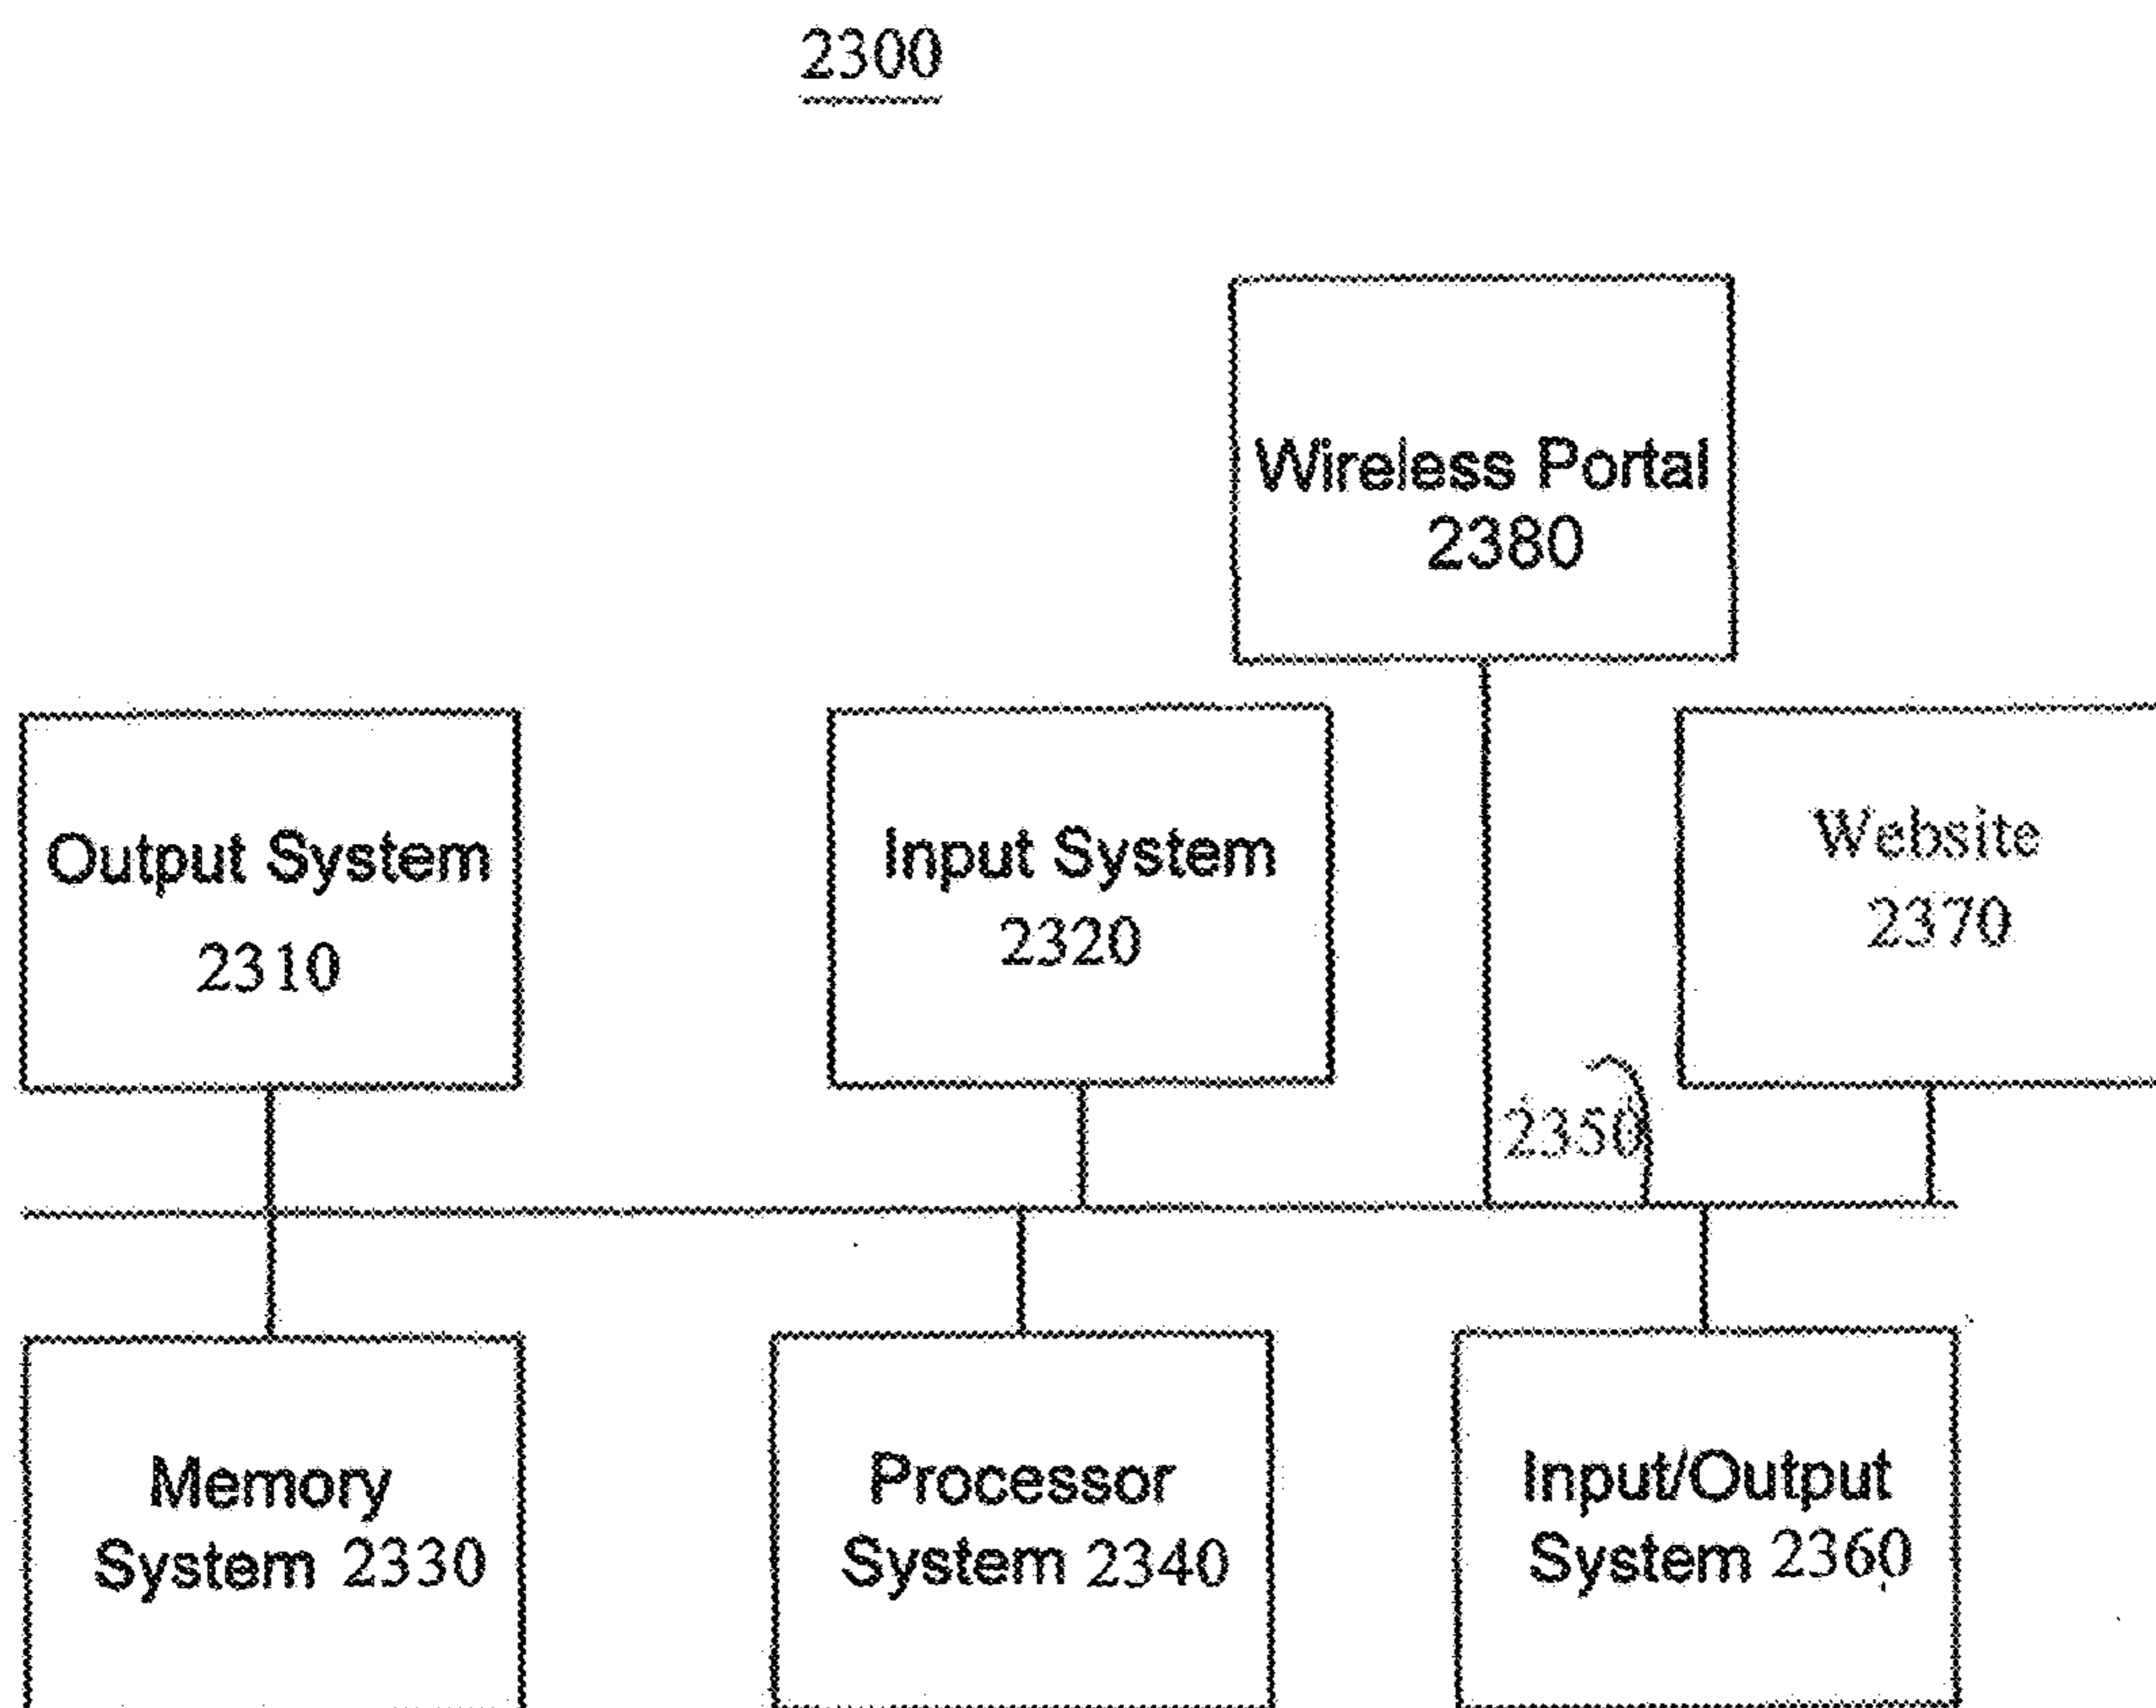 2300
Wireless Portal
2380
Output System
2310
Input System
2320
Website
2370
2350
Memory
System 2330
Processor
System 2340
Input/Output
System 2360